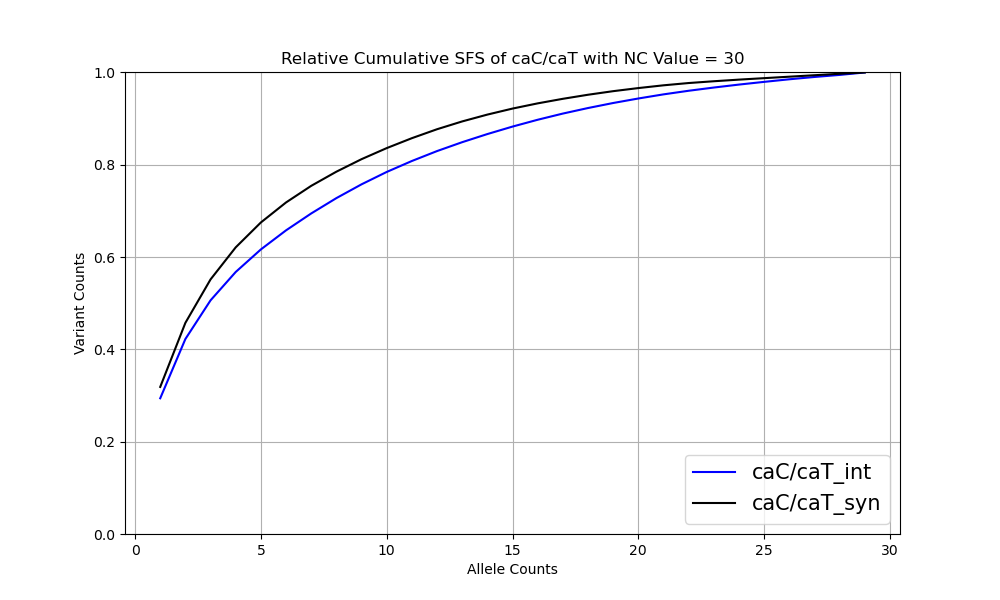 Relative Cumulative SFS of caC/caT with NC Value = 30
1.0
0.8
0.6
0.4
0.2
0.0
Variant Counts
0 5 10 15 20 25 30
Allele Counts
caC/caT_int
caC/caT_syn